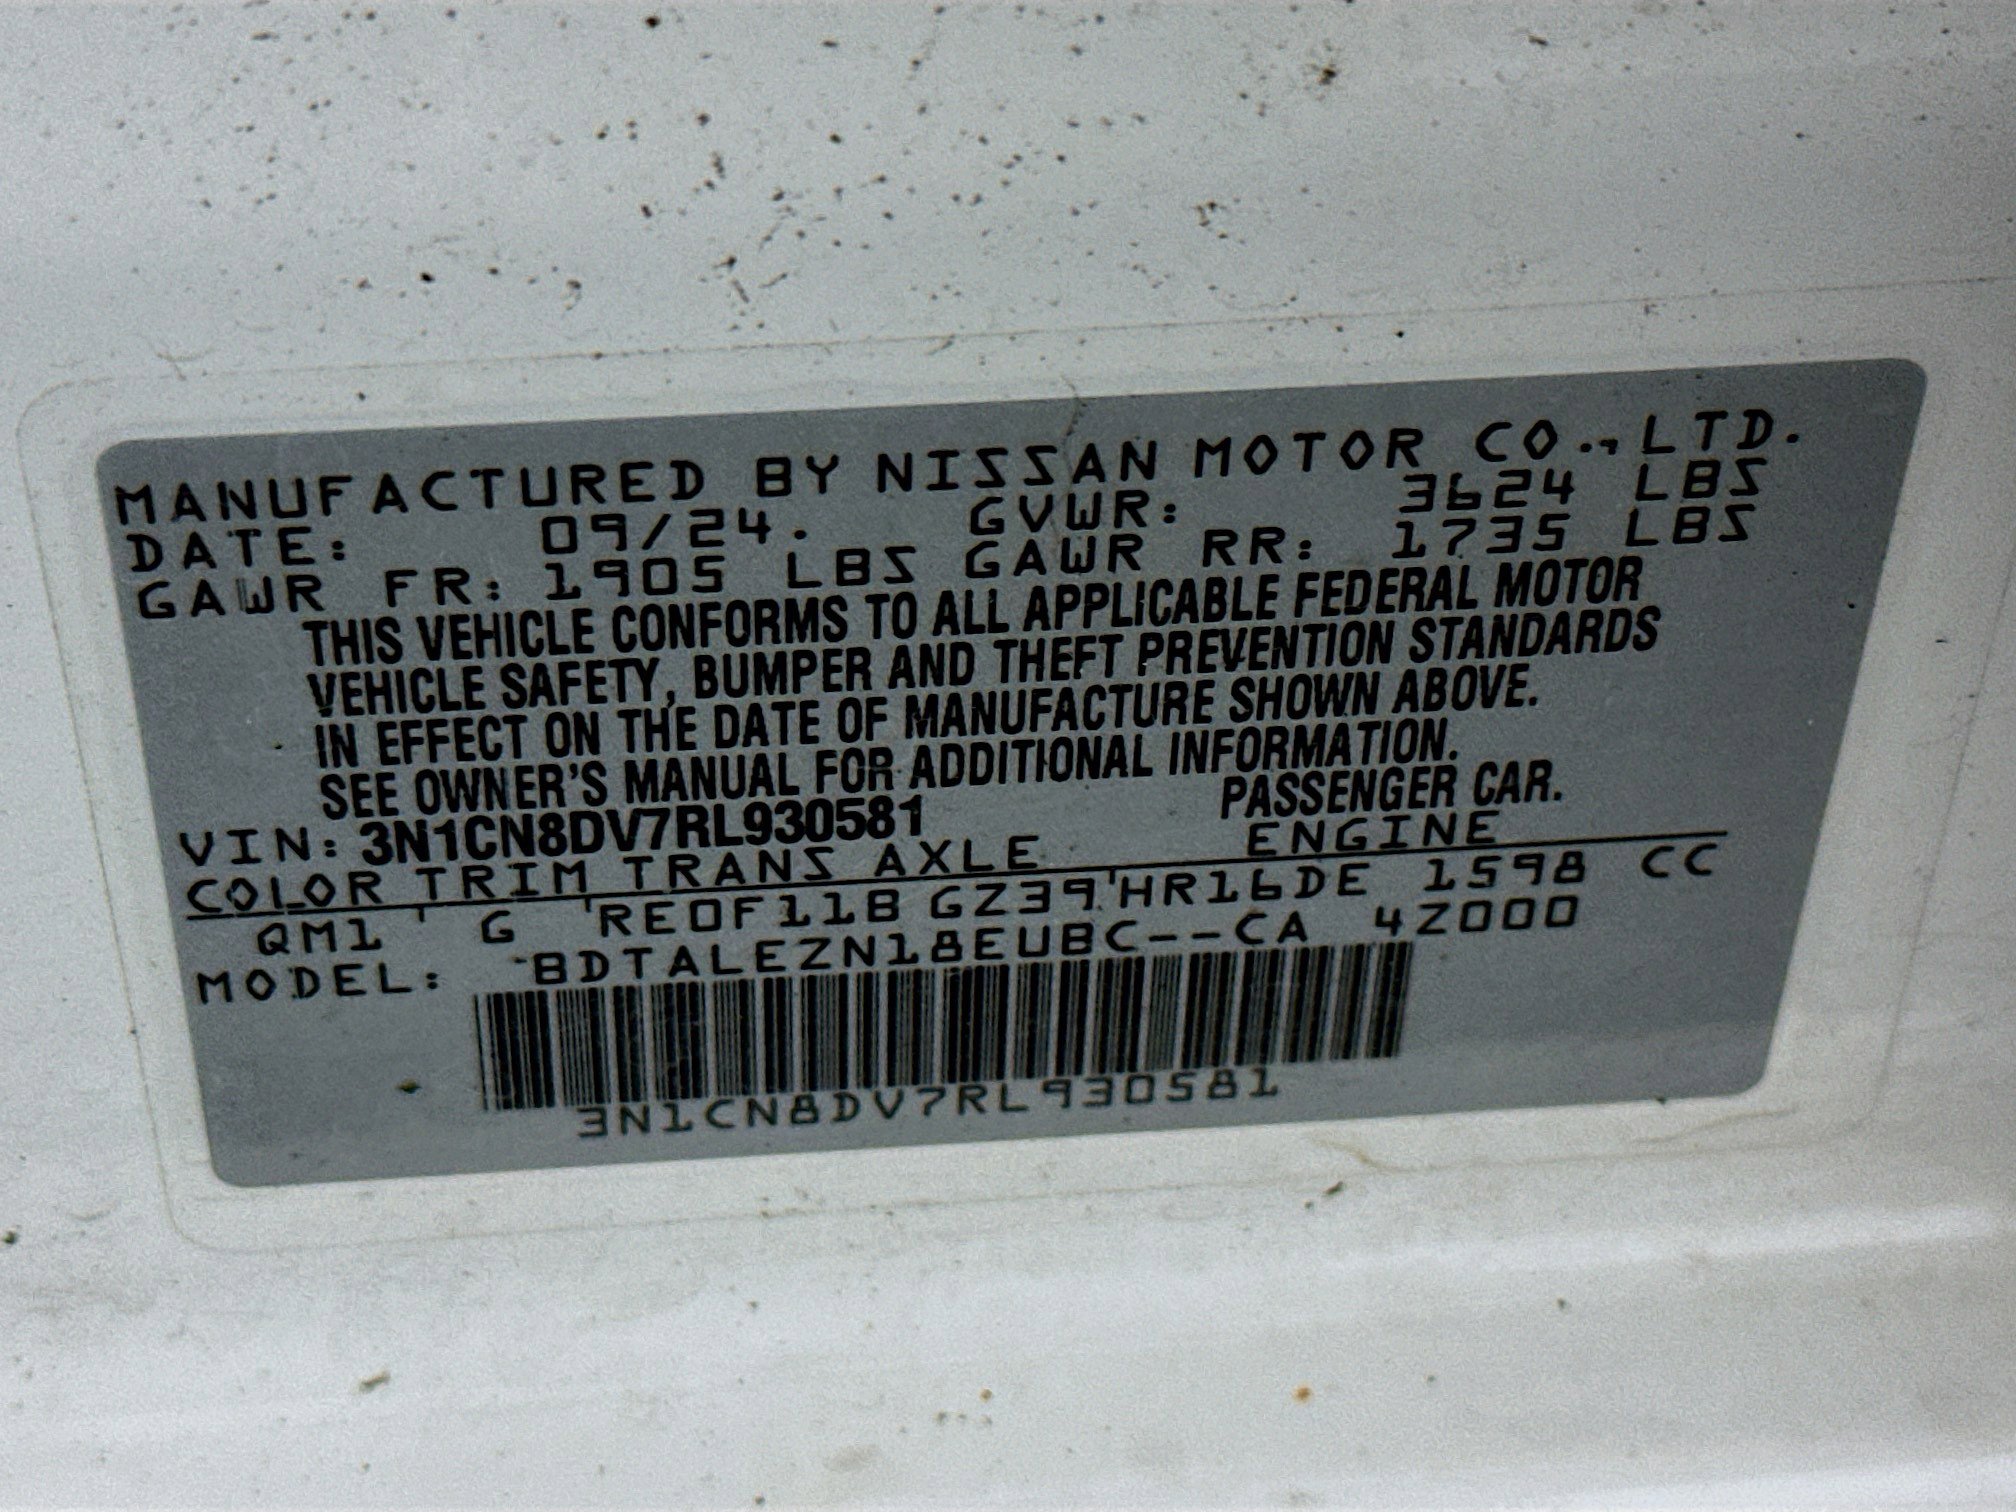 MANUFACTURED BY NISSAN MOTOR CO., LTD.
DATE: 09/24. GVWR: 3624 LBS
GAWR FR: 1905 LBS GAWR RR: 1735 LBS
THIS VEHICLE CONFORMS TO ALL APPLICABLE FEDERAL MOTOR
VEHICLE SAFETY, BUMPER AND THEFT PREVENTION STANDARDS
IN EFFECT ON THE DATE OF MANUFACTURE SHOWN ABOVE.
SEE OWNER'S MANUAL FOR ADDITIONAL INFORMATION.
VIN: 3N1CN8DV7RL930581 PASSENGER CAR.
COLOR TRIM TRANS AXLE ENGINE
QM1 G RE0F11B GZ39 HR16DE 1598 CC
MODEL: BDTALEZN18EUBC--CA 4Z000
3N1CN8DV7RL930581